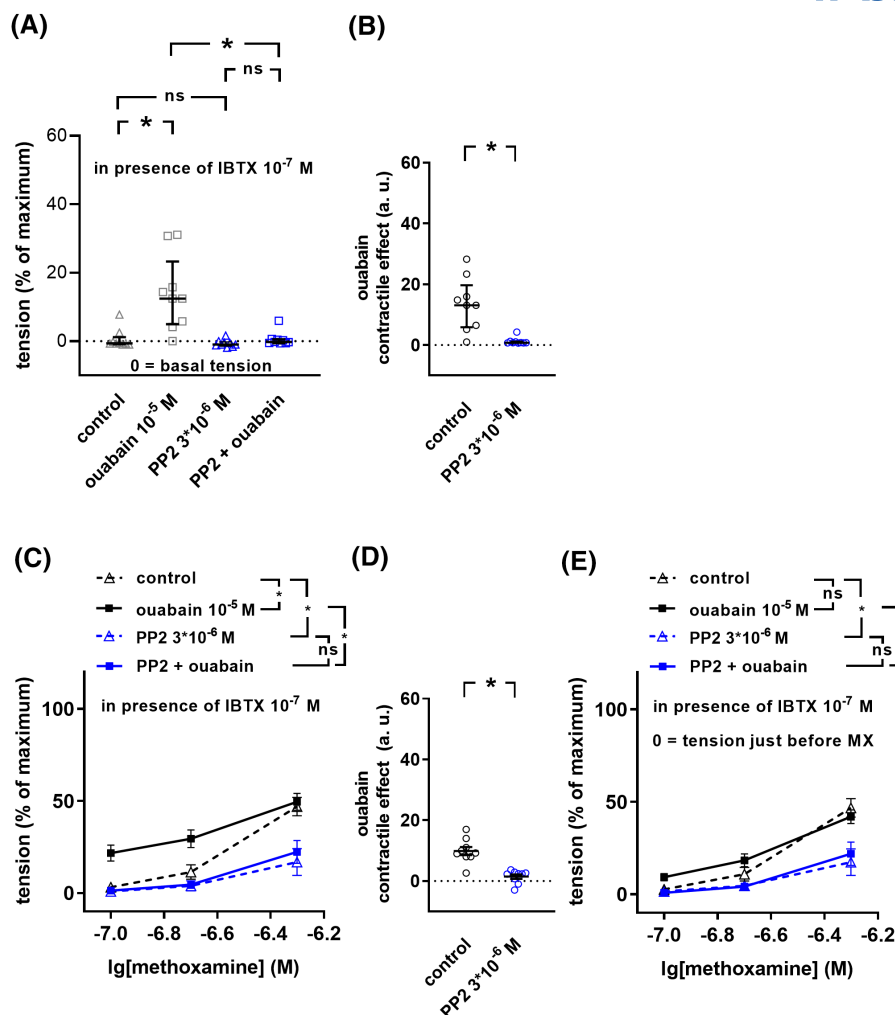 (A)
*
ns
ns
*
60
40
20
0
tension (% of maximum)
in presence of IBTX 10⁻⁷ M
0 = basal tension
control
ouabain 10⁻⁵ M
PP2 3*10⁻⁶ M
PP2 + ouabain
(B)
*
60
40
20
0
ouabain
contractile effect (a. u.)
control
PP2 3*10⁻⁶ M
(C)
control
ouabain 10⁻⁵ M
PP2 3*10⁻⁶ M
PP2 + ouabain
*
*
ns
*
in presence of IBTX 10⁻⁷ M
100
50
0
tension (% of maximum)
-7.0 -6.8 -6.6 -6.4 -6.2
lg[methoxamine] (M)
(D)
*
60
40
20
0
ouabain
contractile effect (a. u.)
control
PP2 3*10⁻⁶ M
(E)
control
ouabain 10⁻⁵ M
PP2 3*10⁻⁶ M
PP2 + ouabain
ns
*
ns
in presence of IBTX 10⁻⁷ M
0 = tension just before MX
100
50
0
tension (% of maximum)
-7.0 -6.8 -6.6 -6.4 -6.2
lg[methoxamine] (M)